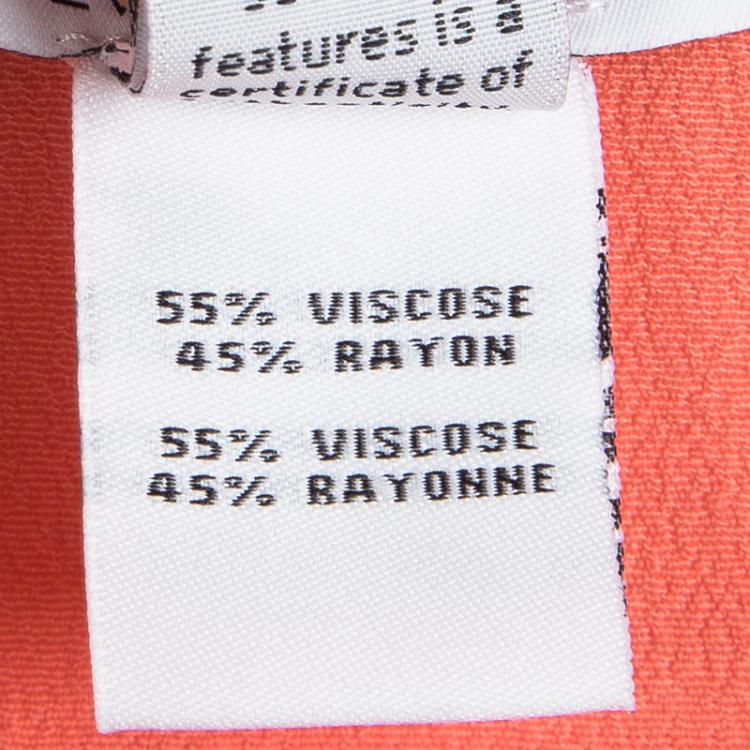 features is a
certificate of
55% VISCOSE
45% RAYON
55% VISCOSE
45% RAYONNE